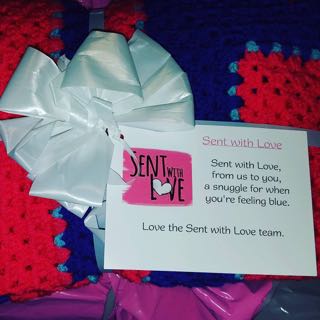 Sent with Love
SENT WITH
LOVE
Sent with Love,
from us to you,
a snuggle for when
you're feeling blue.
Love the Sent with Love team.